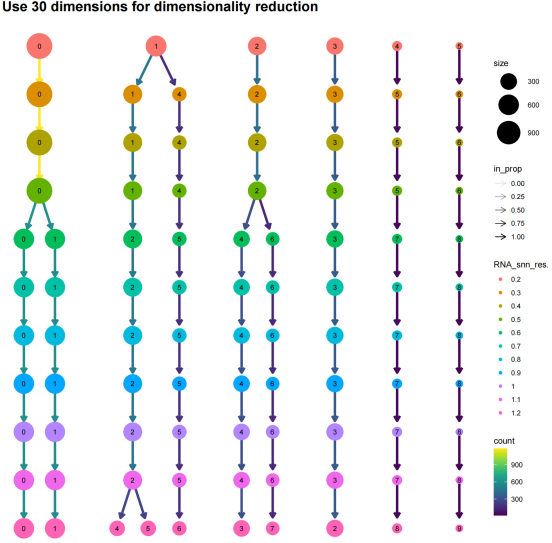 Use 30 dimensions for dimensionality reduction
0 1 2 3 4 5
0 1 4 2 3 5 6
0 1 4 2 3 5 6
0 1 4 2 3 5 6
0 1 2 5 4 6 3 7 8
0 1 2 5 4 6 3 7 8
0 1 2 5 4 6 3 7 8
0 1 2 5 4 6 3 7 8
0 1 2 5 4 6 3 7 8
0 1 2 5 4 6 3 7 8
0 1 4 5 6 3 7 2 8 9
size
300
600
900
in_prop
0.00
0.25
0.50
0.75
1.00
RNA_snn_res.
0.2
0.3
0.4
0.5
0.6
0.7
0.8
0.9
1
1.1
1.2
count
900
600
300